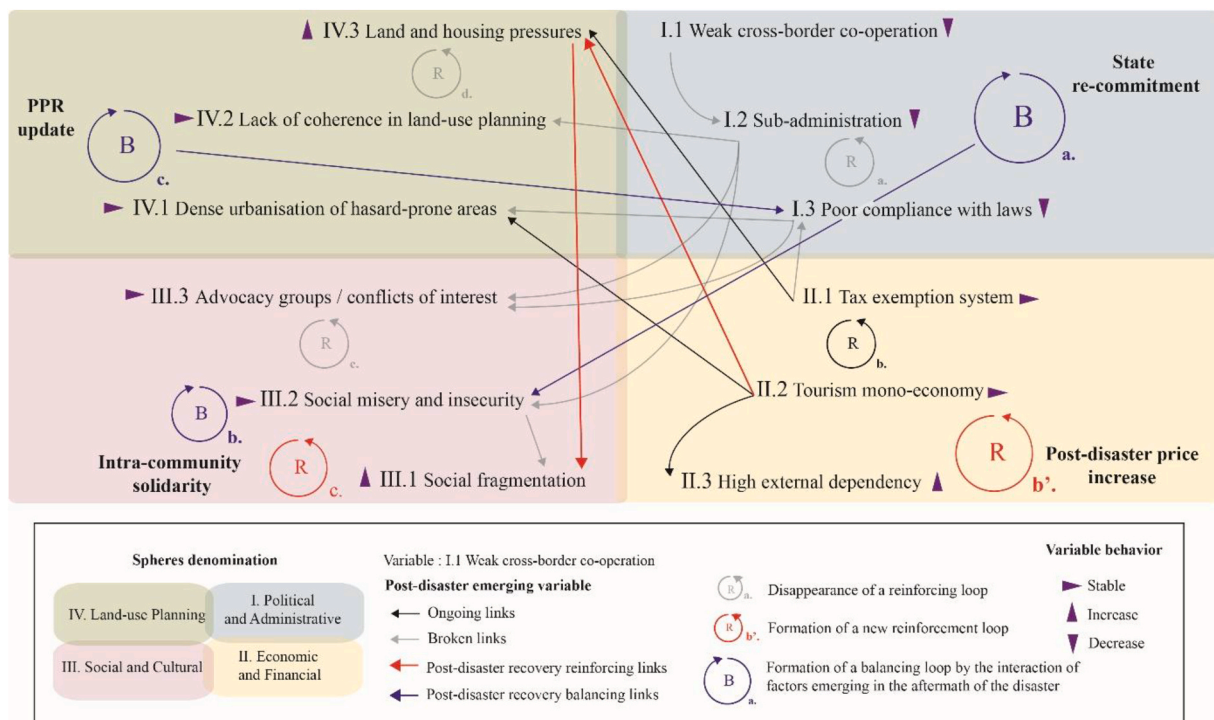 IV.3 Land and housing pressures
I.1 Weak cross-border co-operation
R
d.
State
re-commitment
PPR
update
B
c.
IV.2 Lack of coherence in land-use planning
I.2 Sub-administration
B
a.
R
a.
IV.1 Dense urbanisation of hasard-prone areas
I.3 Poor compliance with laws
III.3 Advocacy groups / conflicts of interest
II.1 Tax exemption system
R
c.
R
b.
III.2 Social misery and insecurity
II.2 Tourism mono-economy
B
b.
Intra-community
solidarity
R
c.
III.1 Social fragmentation
II.3 High external dependency
R
b'.
Post-disaster price
increase
Spheres denomination
IV. Land-use Planning
I. Political
and Administrative
III. Social and Cultural
II. Economic
and Financial
Variable : I.1 Weak cross-border co-operation
Post-disaster emerging variable
Ongoing links
Broken links
Post-disaster recovery reinforcing links
Post-disaster recovery balancing links
R
a.
Disappearance of a reinforcing loop
R
b'.
Formation of a new reinforcement loop
B
a.
Formation of a balancing loop by the interaction of
factors emerging in the aftermath of the disaster
Variable behavior
Stable
Increase
Decrease